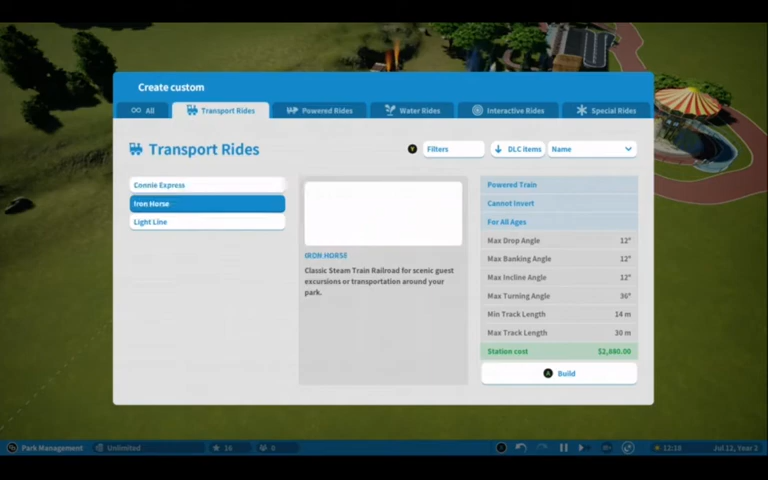 Create custom
All
Transport Rides
Powered Rides
Water Rides
Interactive Rides
Special Rides
Transport Rides
Y
Filters
DLC items
Name
Connie Express
Iron Horse
Light Line
IRON HORSE
Classic Steam Train Railroad for scenic guest
excursions or transportation around your
park.
Powered Train
Cannot Invert
For All Ages
Max Drop Angle 12°
Max Banking Angle 12°
Max Incline Angle 12°
Max Turning Angle 36°
Min Track Length 14 m
Max Track Length 30 m
Station cost $2,880.00
A Build
Park Management
Unlimited
16
0
12:18
Jul 12, Year 2